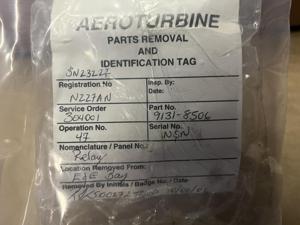 AEROTURBINE
PARTS REMOVAL
AND
IDENTIFICATION TAG
SN23227
Registration No
Insp. By:
N227AN
Date:
Service Order
Part No.
304001
9131-8506
Operation No.
Serial No.
47
NSN
Nomenclature / Panel No.
Relay
Location Removed From:
E&E Bay
Removed By Initials / Badge No. / Date